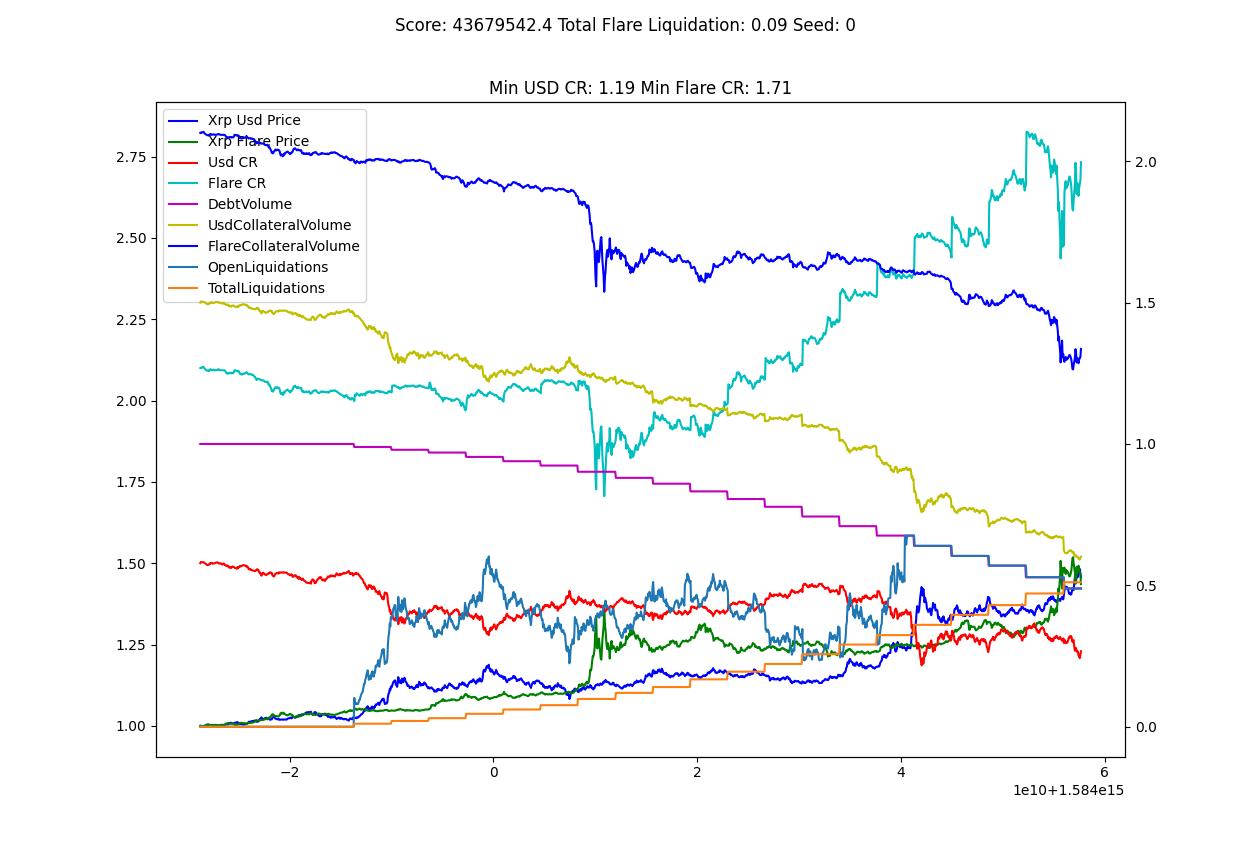 Score: 43679542.4 Total Flare Liquidation: 0.09 Seed: 0
Min USD CR: 1.19 Min Flare CR: 1.71
Xrp Usd Price
Xrp Flare Price
Usd CR
Flare CR
DebtVolume
UsdCollateralVolume
FlareCollateralVolume
OpenLiquidations
TotalLiquidations
2.75
2.50
2.25
2.00
1.75
1.50
1.25
1.00
2.0
1.5
1.0
0.5
0.0
−2
0
2
4
6
1e10+1.584e15